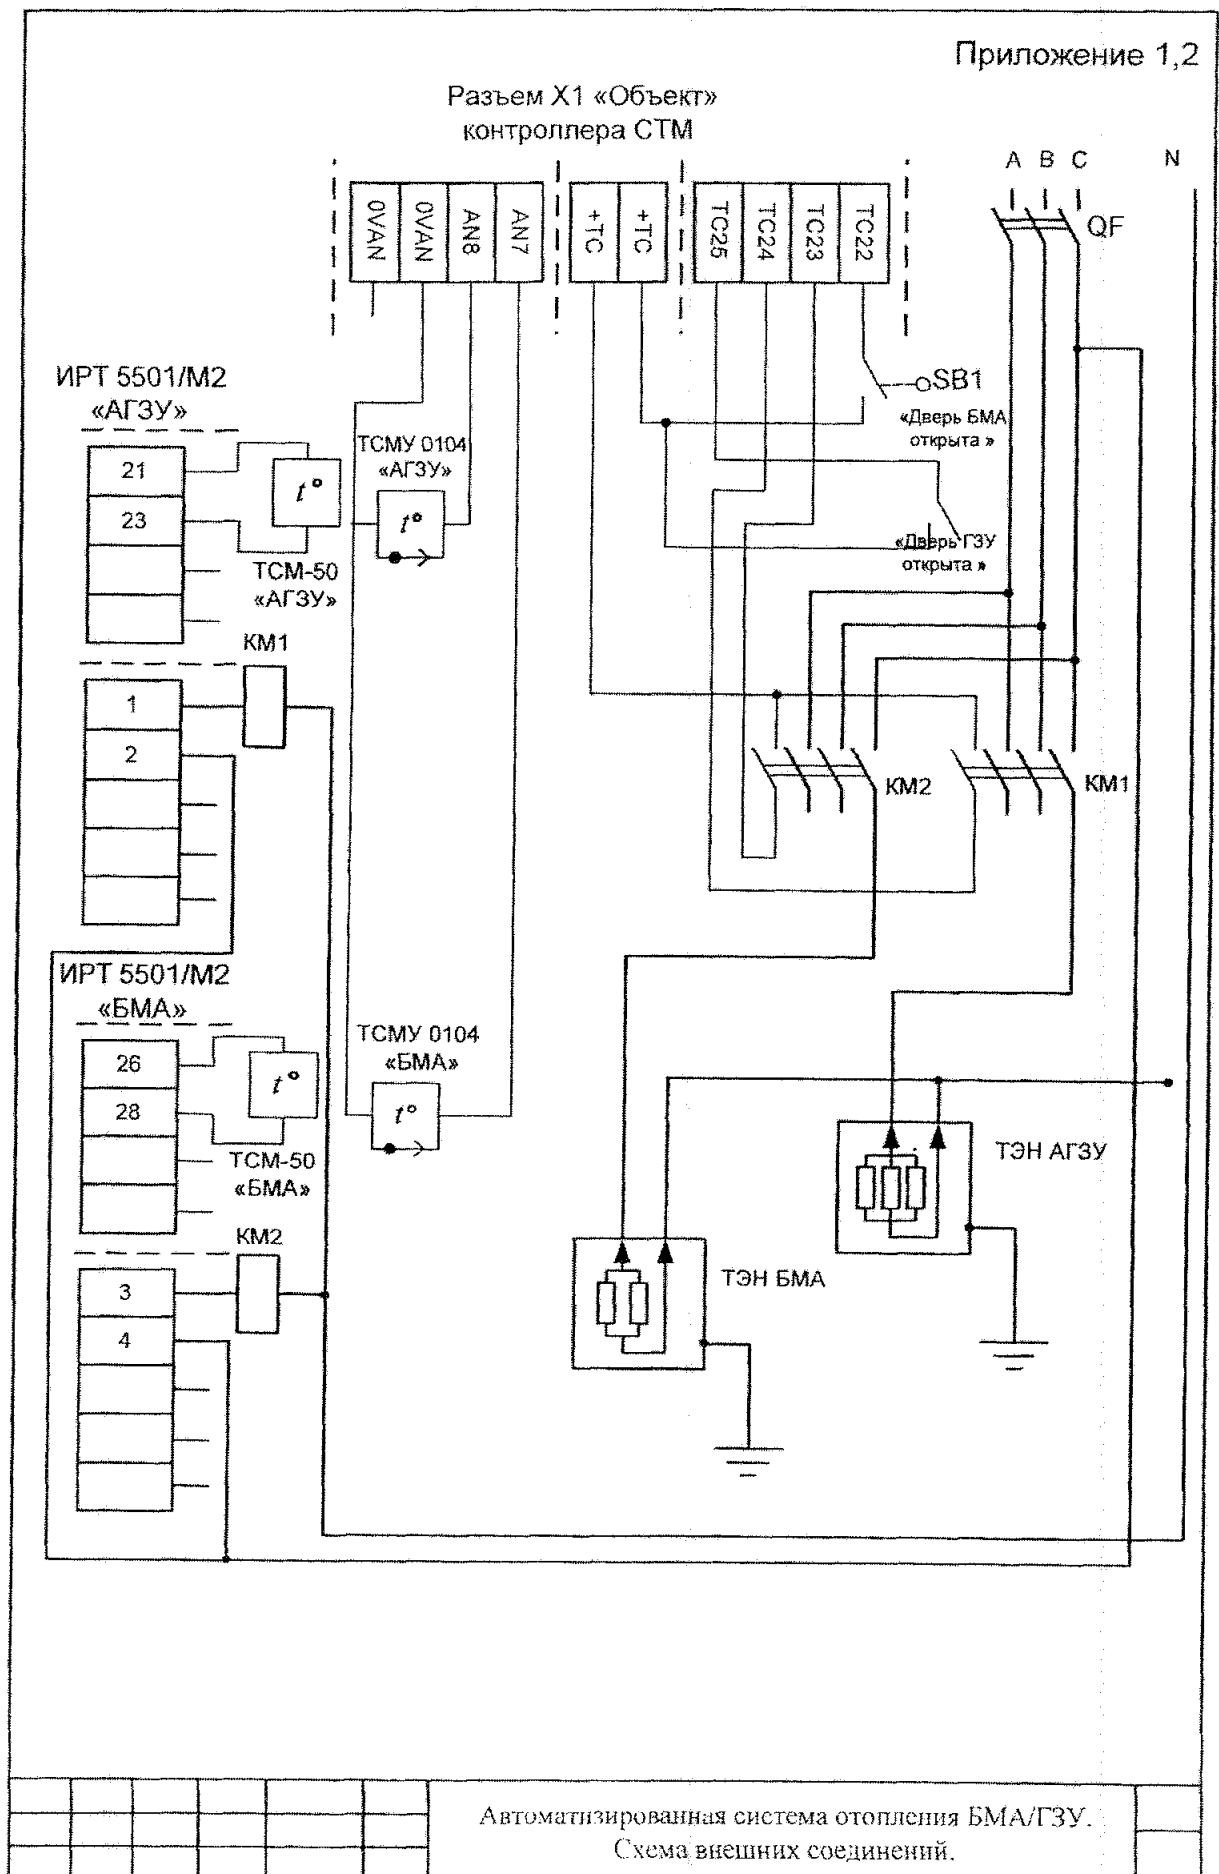 Приложение 1,2
Разъем X1 «Объект»
контроллера СТМ
A B C N
0VAN 0VAN AN8 AN7 +TC +TC TC25 TC24 TC23 TC22
QF
ИРТ 5501/М2
«АГЗУ»
SB1
«Дверь БМА
открыта »
ТСМУ 0104
«АГЗУ»
21
t°
23
t°
«Дверь ГЗУ
открыта »
ТСМ-50
«АГЗУ»
КМ1
1
2
КМ2
КМ1
ИРТ 5501/М2
«БМА»
ТСМУ 0104
«БМА»
26
t°
28
t°
ТСМ-50
«БМА»
ТЭН АГЗУ
КМ2
ТЭН БМА
3
4
Автоматизированная система отопления БМА/ГЗУ.
Схема внешних соединений.